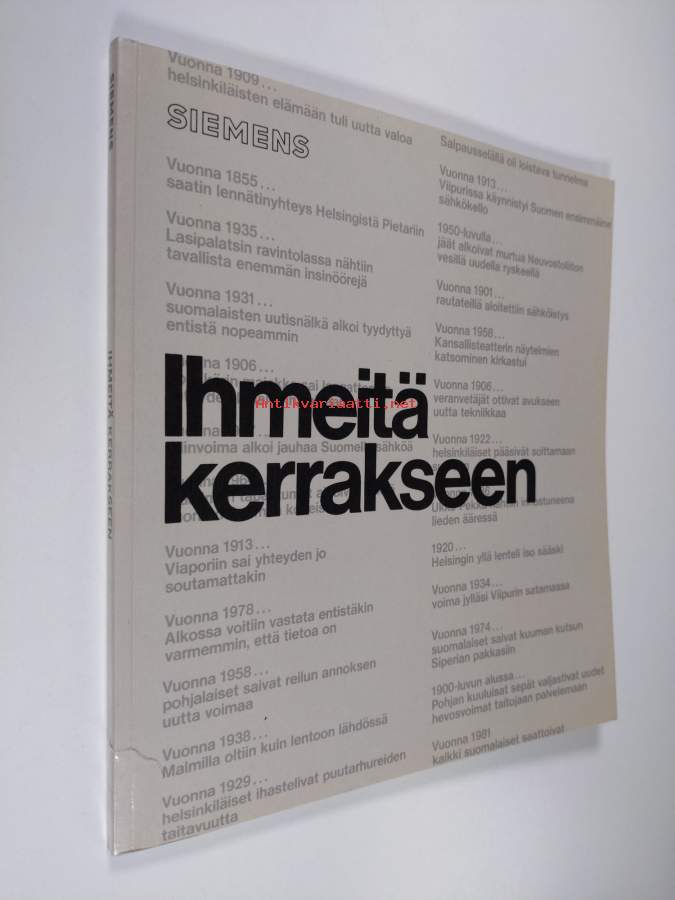 SIEMENS
IHMEITÄ KERRAKSEEN
Vuonna 1909...
helsinkiläisten elämään tuli uutta valoa
SIEMENS
Vuonna 1855...
saatin lennätinyhteys Helsingistä Pietariin
Vuonna 1935...
Lasipalatsin ravintolassa nähtiin
tavallista enemmän insinöörejä
Vuonna 1931...
suomalaisten uutisnälkä alkoi tyydyttyä
entistä nopeammin
1906...
Ihmeitä
kerrakseen
Antikvariaatti.net
alkoi jauhaa Suomelle sähköä
Vuonna 1913...
Viaporiin sai yhteyden jo
soutamattakin
Vuonna 1978...
Alkossa voitiin vastata entistäkin
varmemmin, että tietoa on
Vuonna 1958...
pohjalaiset saivat reilun annoksen
uutta voimaa
Vuonna 1938...
Malmilla oltiin kuin lentoon lähdössä
Vuonna 1929...
helsinkiläiset ihastelivat puutarhureiden
taitavuutta
Salpausselällä oli loistava tunnelma
Vuonna 1913...
Viipurissa käynnistyi Suomen ensimmäinen
sähkökello
1950-luvulla...
jäät alkoivat murtua Neuvostoliiton
vesillä uudella ryskeellä
Vuonna 1901...
rautateillä aloitettiin sähköistys
Vuonna 1958...
Kansallisteatterin näytelmien
katsominen kirkastui
Vuonna 1906...
veranvetäjät ottivat avukseen
uutta tekniikkaa
Vuonna 1922...
helsinkiläiset pääsivät soittamaan
lieden ääressä
1920...
Helsingin yllä lenteli iso sääski
Vuonna 1934...
voima jylläsi Viipurin satamassa
Vuonna 1974...
suomalaiset saivat kuuman kutsun
Siperian pakkasiin
1900-luvun alussa...
Pohjan kuuluisat sepät valjastivat uudet
hevosvoimat taitojaan palvelemaan
Vuonna 1981
kaikki suomalaiset saattoivat